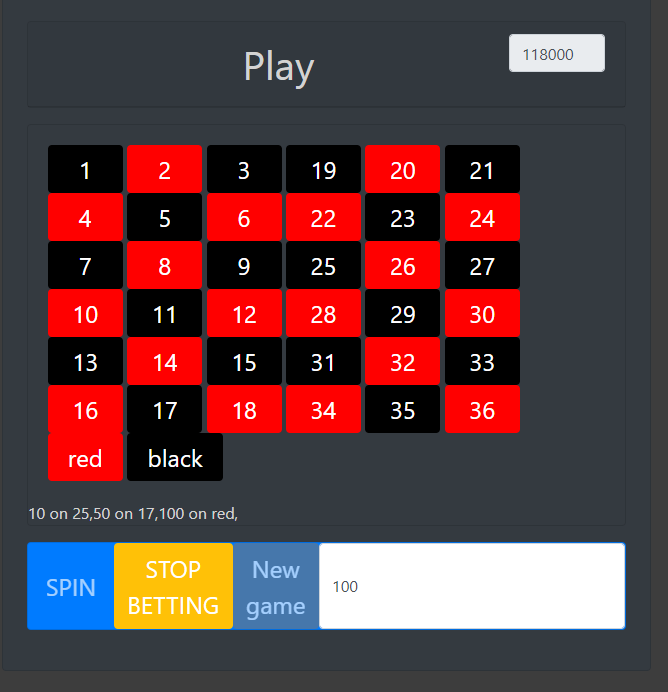 Play
118000
1 2 3 19 20 21
4 5 6 22 23 24
7 8 9 25 26 27
10 11 12 28 29 30
13 14 15 31 32 33
16 17 18 34 35 36
red black
10 on 25,50 on 17,100 on red,
SPIN
STOP
BETTING
New
game
100